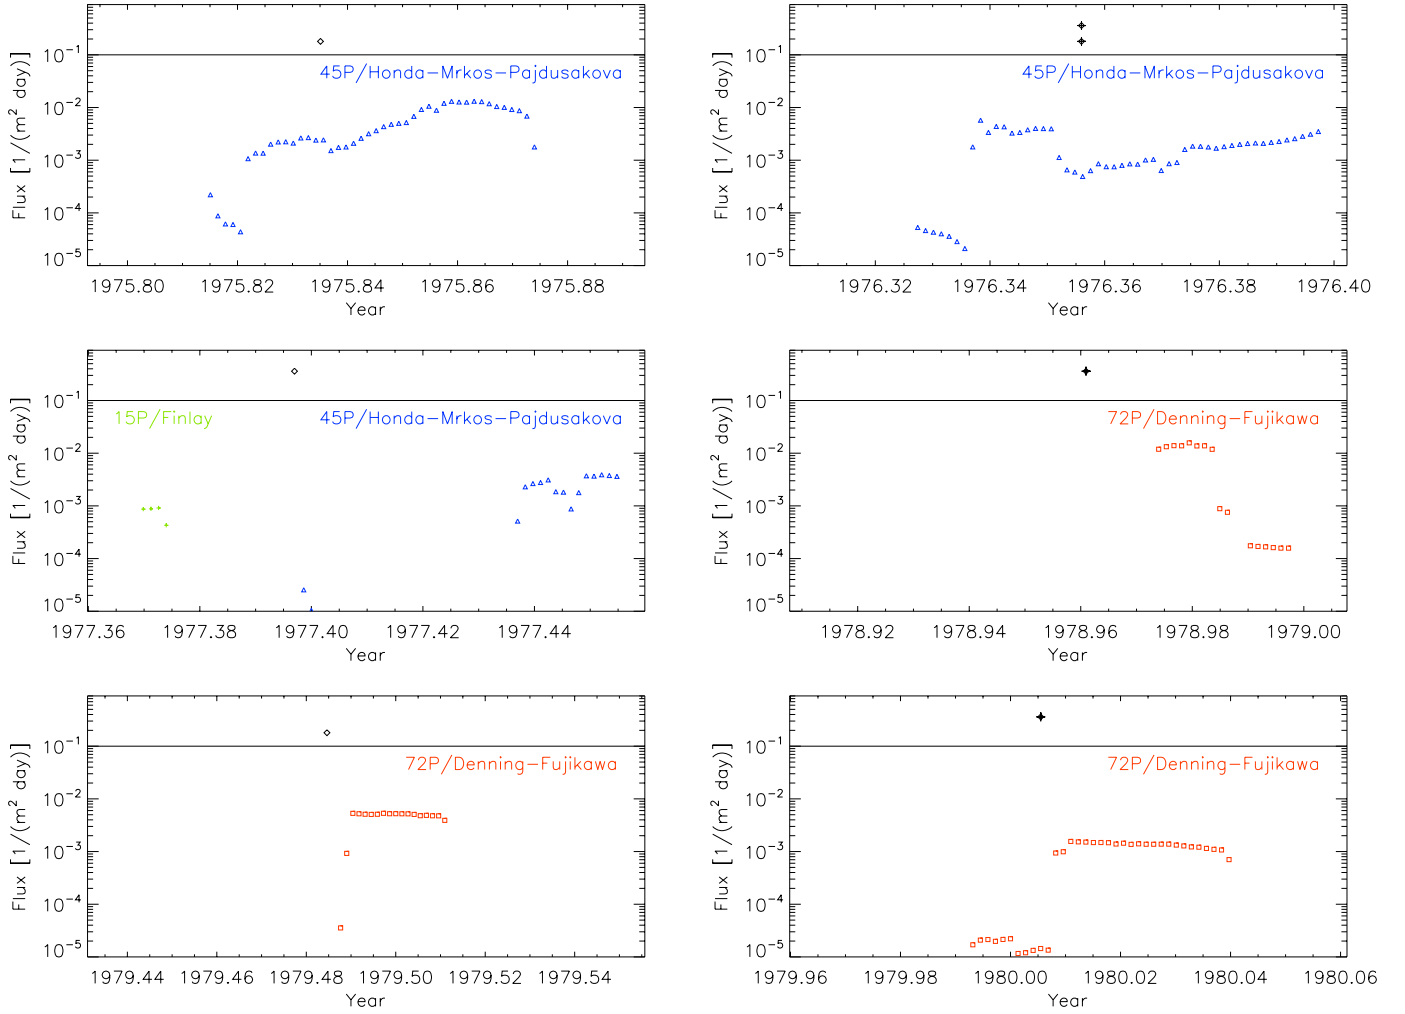 10⁻¹
10⁻²
10⁻³
10⁻⁴
10⁻⁵
Flux [1/(m² day)]
45P/Honda−Mrkos−Pajdusakova
1975.80 1975.82 1975.84 1975.86 1975.88
Year
10⁻¹
10⁻²
10⁻³
10⁻⁴
10⁻⁵
Flux [1/(m² day)]
45P/Honda−Mrkos−Pajdusakova
1976.32 1976.34 1976.36 1976.38 1976.40
Year
10⁻¹
10⁻²
10⁻³
10⁻⁴
10⁻⁵
Flux [1/(m² day)]
15P/Finlay 45P/Honda−Mrkos−Pajdusakova
1977.36 1977.38 1977.40 1977.42 1977.44
Year
10⁻¹
10⁻²
10⁻³
10⁻⁴
10⁻⁵
Flux [1/(m² day)]
72P/Denning−Fujikawa
1978.92 1978.94 1978.96 1978.98 1979.00
Year
10⁻¹
10⁻²
10⁻³
10⁻⁴
10⁻⁵
Flux [1/(m² day)]
72P/Denning−Fujikawa
1979.44 1979.46 1979.48 1979.50 1979.52 1979.54
Year
10⁻¹
10⁻²
10⁻³
10⁻⁴
10⁻⁵
Flux [1/(m² day)]
72P/Denning−Fujikawa
1979.96 1979.98 1980.00 1980.02 1980.04 1980.06
Year